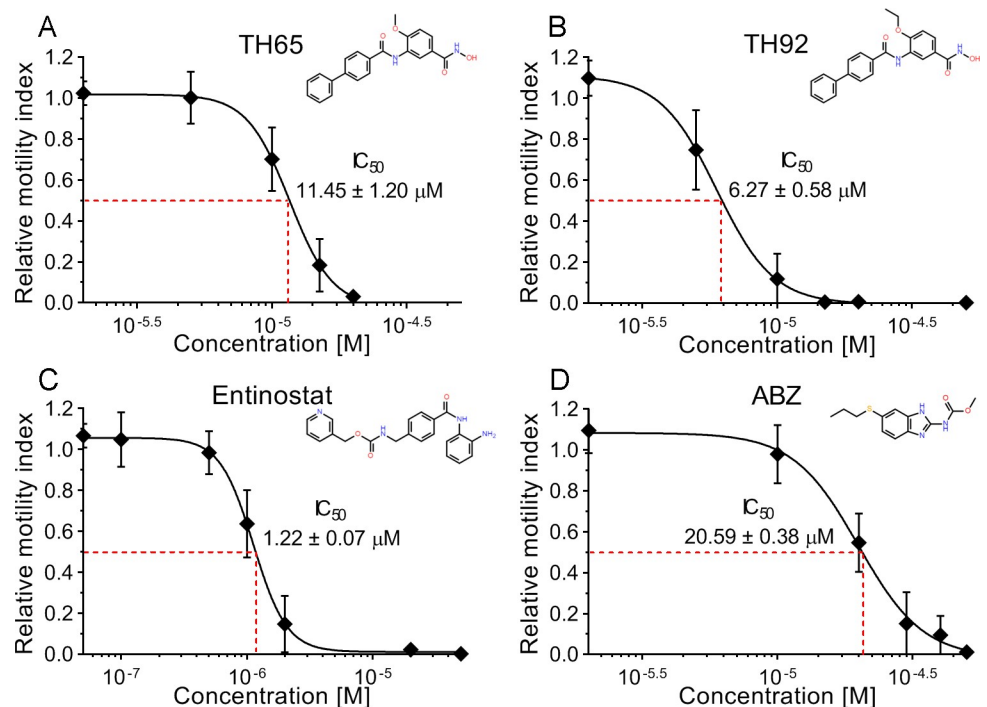 A
TH65
Relative motility index
1.2
1.0
0.8
0.6
0.4
0.2
0.0
IC50
11.45 ± 1.20 μM
O
O
N
H
O
H
N
OH
10-5.5
10-5
10-4.5
Concentration [M]
B
TH92
Relative motility index
1.2
1.0
0.8
0.6
0.4
0.2
0.0
IC50
6.27 ± 0.58 μM
O
O
N
H
O
H
N
OH
10-5.5
10-5
10-4.5
Concentration [M]
C
Entinostat
Relative motility index
1.2
1.0
0.8
0.6
0.4
0.2
0.0
IC50
1.22 ± 0.07 μM
N
O
O
H
N
O
NH
NH2
10-7
10-6
10-5
Concentration [M]
D
ABZ
Relative motility index
1.2
1.0
0.8
0.6
0.4
0.2
0.0
IC50
20.59 ± 0.38 μM
S
H
N
N
NH
O
O
10-5.5
10-5
10-4.5
Concentration [M]